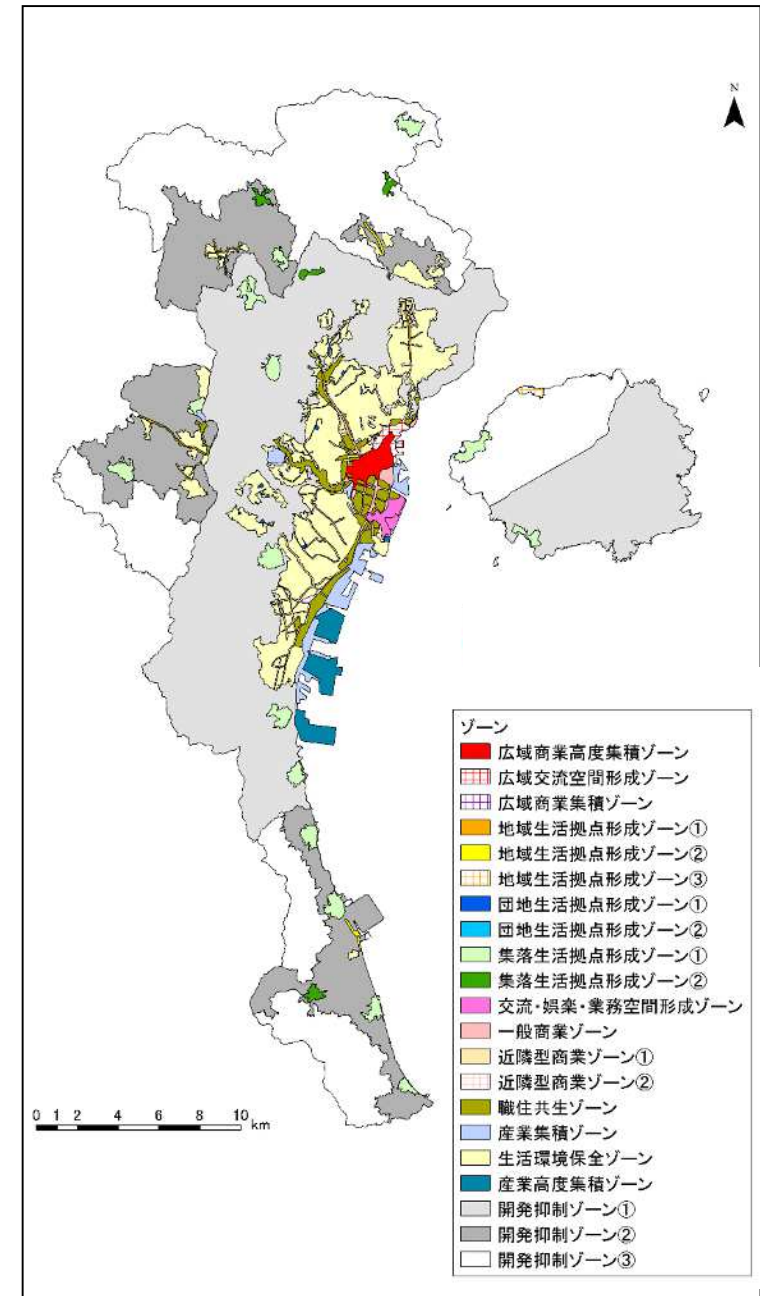 N
0 1 2 4 6 8 10
km
ゾーン
広域商業高度集積ゾーン
広域交流空間形成ゾーン
広域商業集積ゾーン
地域生活拠点形成ゾーン①
地域生活拠点形成ゾーン②
地域生活拠点形成ゾーン③
団地生活拠点形成ゾーン①
団地生活拠点形成ゾーン②
集落生活拠点形成ゾーン①
集落生活拠点形成ゾーン②
交流・娯楽・業務空間形成ゾーン
一般商業ゾーン
近隣型商業ゾーン①
近隣型商業ゾーン②
職住共生ゾーン
産業集積ゾーン
生活環境保全ゾーン
産業高度集積ゾーン
開発抑制ゾーン①
開発抑制ゾーン②
開発抑制ゾーン③